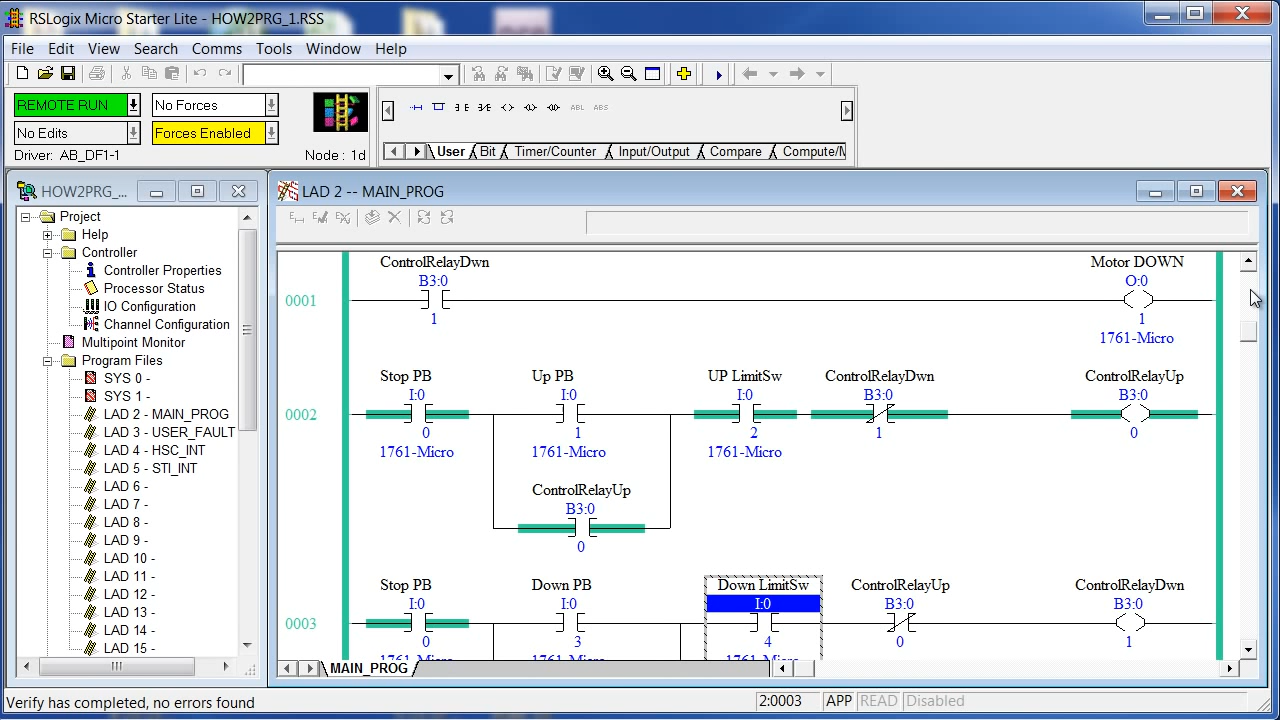 RSLogix Micro Starter Lite - HOW2PRG_1.RSS
File Edit View Search Comms Tools Window Help
REMOTE RUN No Forces
No Edits Forces Enabled
Driver: AB_DF1-1 Node : 1d
ABL ABS
User Bit Timer/Counter Input/Output Compare Compute/M
HOW2PRG_...
Project
Help
Controller
Controller Properties
Processor Status
IO Configuration
Channel Configuration
Multipoint Monitor
Program Files
SYS 0 -
SYS 1 -
LAD 2 - MAIN_PROG
LAD 3 - USER_FAULT
LAD 4 - HSC_INT
LAD 5 - STI_INT
LAD 6 -
LAD 7 -
LAD 8 -
LAD 9 -
LAD 10 -
LAD 11 -
LAD 12 -
LAD 13 -
LAD 14 -
LAD 15 -
LAD 2 -- MAIN_PROG
ControlRelayDwn Motor DOWN
B3:0 O:0
0001
1 1
1761-Micro
Stop PB Up PB UP LimitSw ControlRelayDwn ControlRelayUp
I:0 I:0 I:0 B3:0 B3:0
0002
0 1 2 1 0
1761-Micro 1761-Micro 1761-Micro
ControlRelayUp
B3:0
0
Stop PB Down PB Down LimitSw ControlRelayUp ControlRelayDwn
I:0 I:0 I:0 B3:0 B3:0
0003
0 3 4 0 1
1761-Micro 1761-Micro 1761-Micro
MAIN_PROG
Verify has completed, no errors found 2:0003 APP READ Disabled